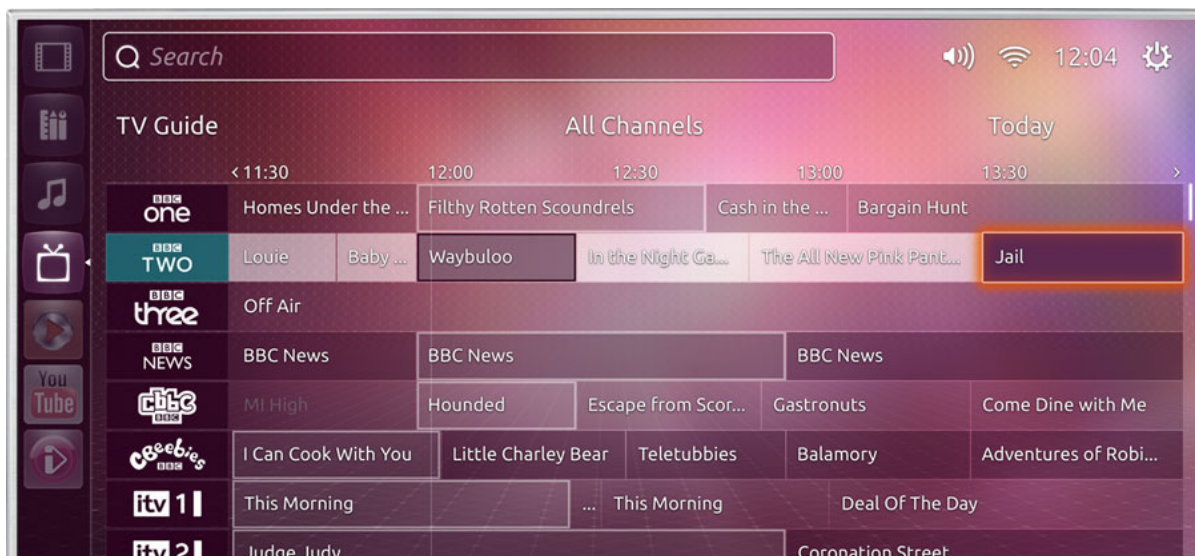 Search 12:04
TV Guide All Channels Today
‹ 11:30 12:00 12:30 13:00 13:30 ›
BBC one Homes Under the ... Filthy Rotten Scoundrels Cash in the ... Bargain Hunt
BBC TWO Louie Baby ... Waybuloo In the Night Ga... The All New Pink Pant... Jail
BBC three Off Air
BBC NEWS BBC News BBC News BBC News
CBBC BBC MI High Hounded Escape from Scor... Gastronuts Come Dine with Me
You Tube
CBeebies BBC I Can Cook With You Little Charley Bear Teletubbies Balamory Adventures of Robi...
itv 1 This Morning ... This Morning Deal Of The Day
itv 2 Judge Judy Coronation Street